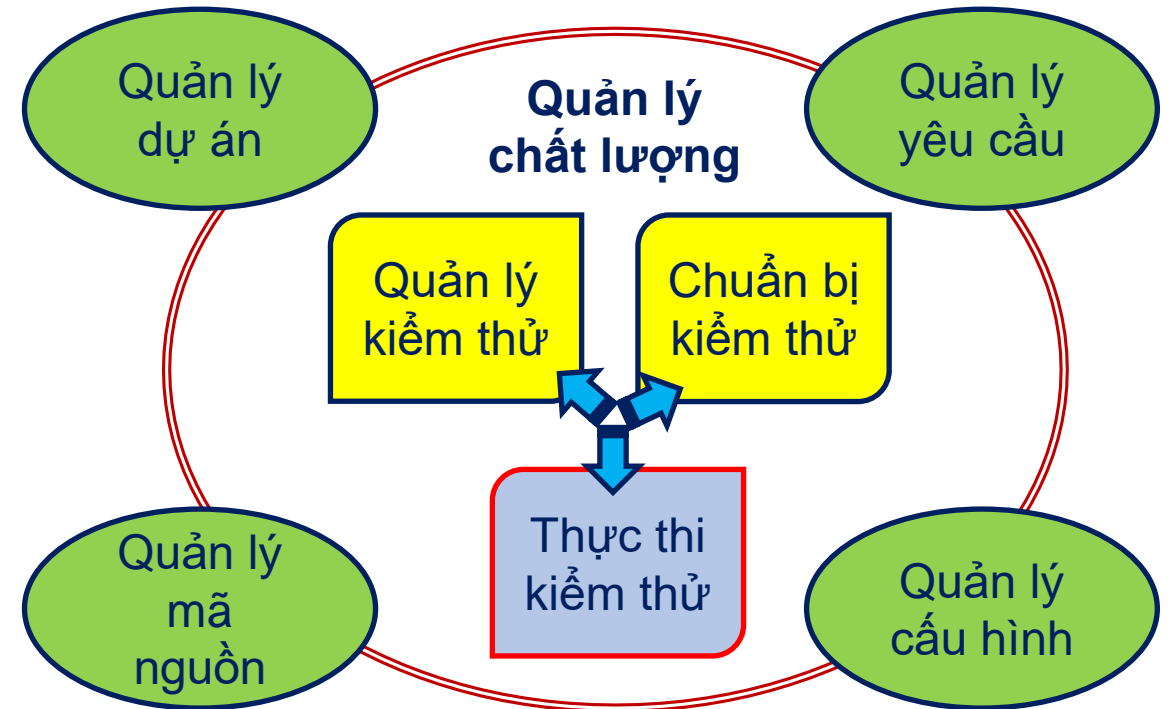 Quản lý
dự án
Quản lý
chất lượng
Quản lý
yêu cầu
Quản lý
kiểm thử
Chuẩn bị
kiểm thử
Thực thi
kiểm thử
Quản lý
mã
nguồn
Quản lý
cấu hình